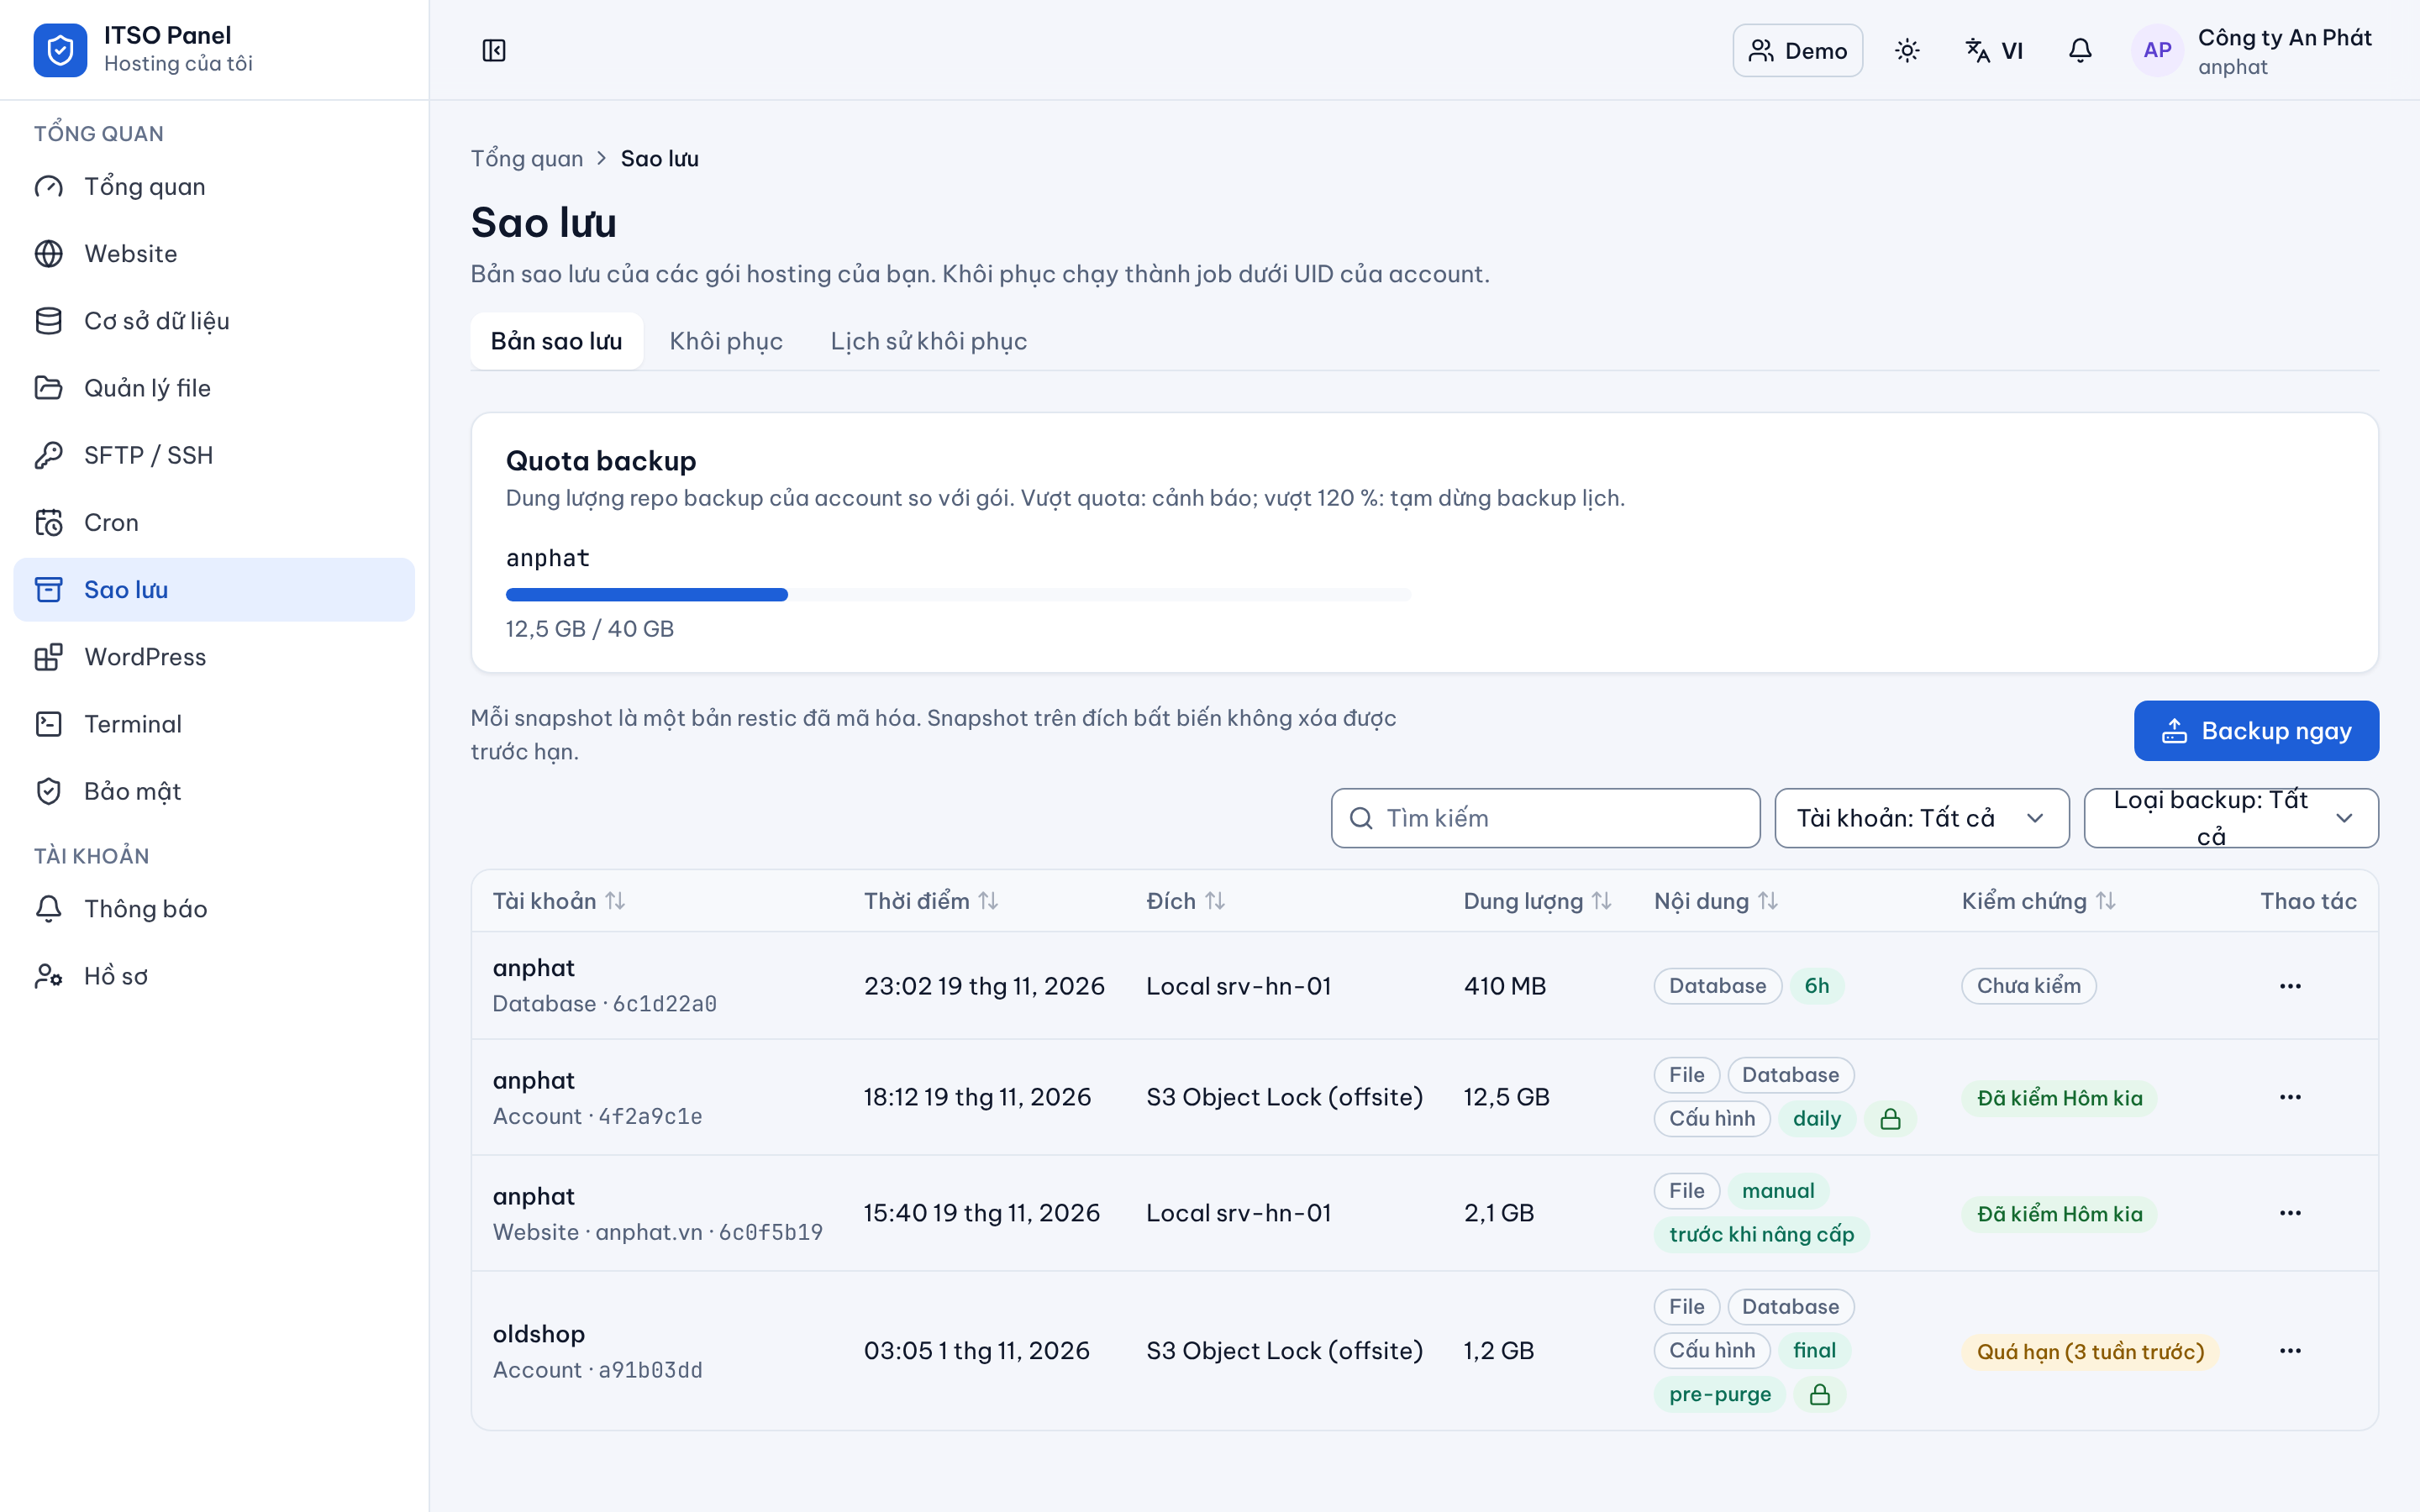 ITSO Panel
Hosting của tôi
Demo
VI
AP
Công ty An Phát
anphat
TỔNG QUAN
Tổng quan
Website
Cơ sở dữ liệu
Quản lý file
SFTP / SSH
Cron
Sao lưu
WordPress
Terminal
Bảo mật
TÀI KHOẢN
Thông báo
Hồ sơ
Tổng quan > Sao lưu
Sao lưu
Bản sao lưu của các gói hosting của bạn. Khôi phục chạy thành job dưới UID của account.
Bản sao lưu Khôi phục Lịch sử khôi phục
Quota backup
Dung lượng repo backup của account so với gói. Vượt quota: cảnh báo; vượt 120 %: tạm dừng backup lịch.
anphat
12,5 GB / 40 GB
Mỗi snapshot là một bản restic đã mã hóa. Snapshot trên đích bất biến không xóa được
trước hạn.
Backup ngay
Tìm kiếm
Tài khoản: Tất cả
Loại backup: Tất
cả
Tài khoản Thời điểm Đích Dung lượng Nội dung Kiểm chứng Thao tác
anphat
Database · 6c1d22a0
23:02 19 thg 11, 2026
Local srv-hn-01
410 MB
Database 6h
Chưa kiểm
anphat
Account · 4f2a9c1e
18:12 19 thg 11, 2026
S3 Object Lock (offsite)
12,5 GB
File Database
Cấu hình daily
Đã kiểm Hôm kia
anphat
Website · anphat.vn · 6c0f5b19
15:40 19 thg 11, 2026
Local srv-hn-01
2,1 GB
File manual
trước khi nâng cấp
Đã kiểm Hôm kia
oldshop
Account · a91b03dd
03:05 1 thg 11, 2026
S3 Object Lock (offsite)
1,2 GB
File Database
Cấu hình final
pre-purge
Quá hạn (3 tuần trước)